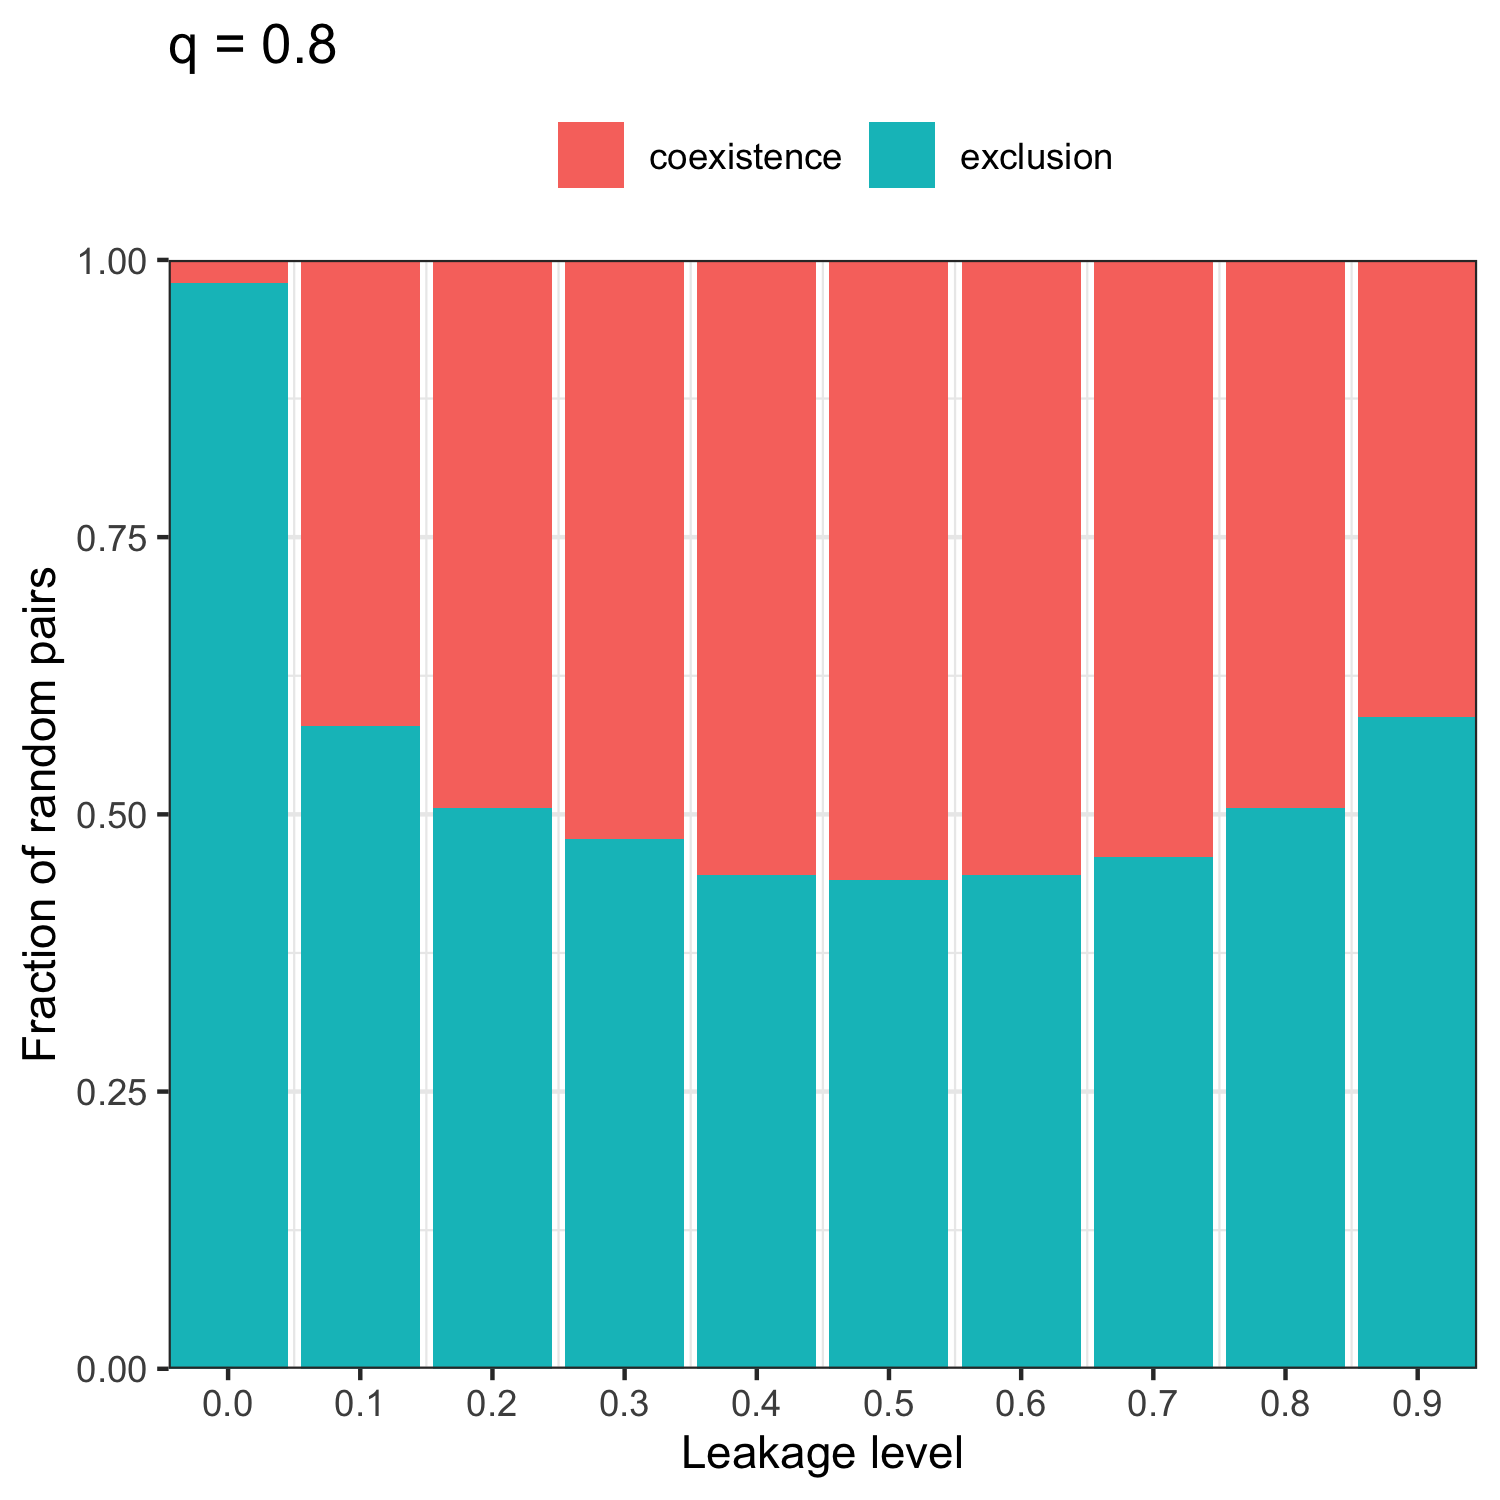 q = 0.8
coexistence exclusion
1.00
0.75
0.50
0.25
0.00
Fraction of random pairs
0.0 0.1 0.2 0.3 0.4 0.5 0.6 0.7 0.8 0.9
Leakage level